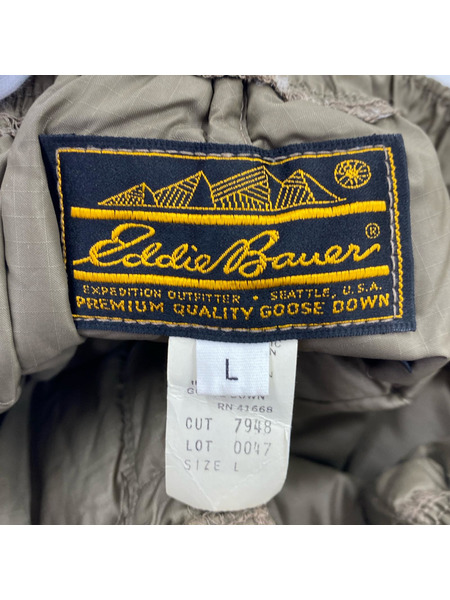 Eddie Bauer ®
EXPEDITION OUTFITTER • SEATTLE, U.S.A.
PREMIUM QUALITY GOOSE DOWN
L
RN 41668
CUT 7948
LOT 0047
SIZE L